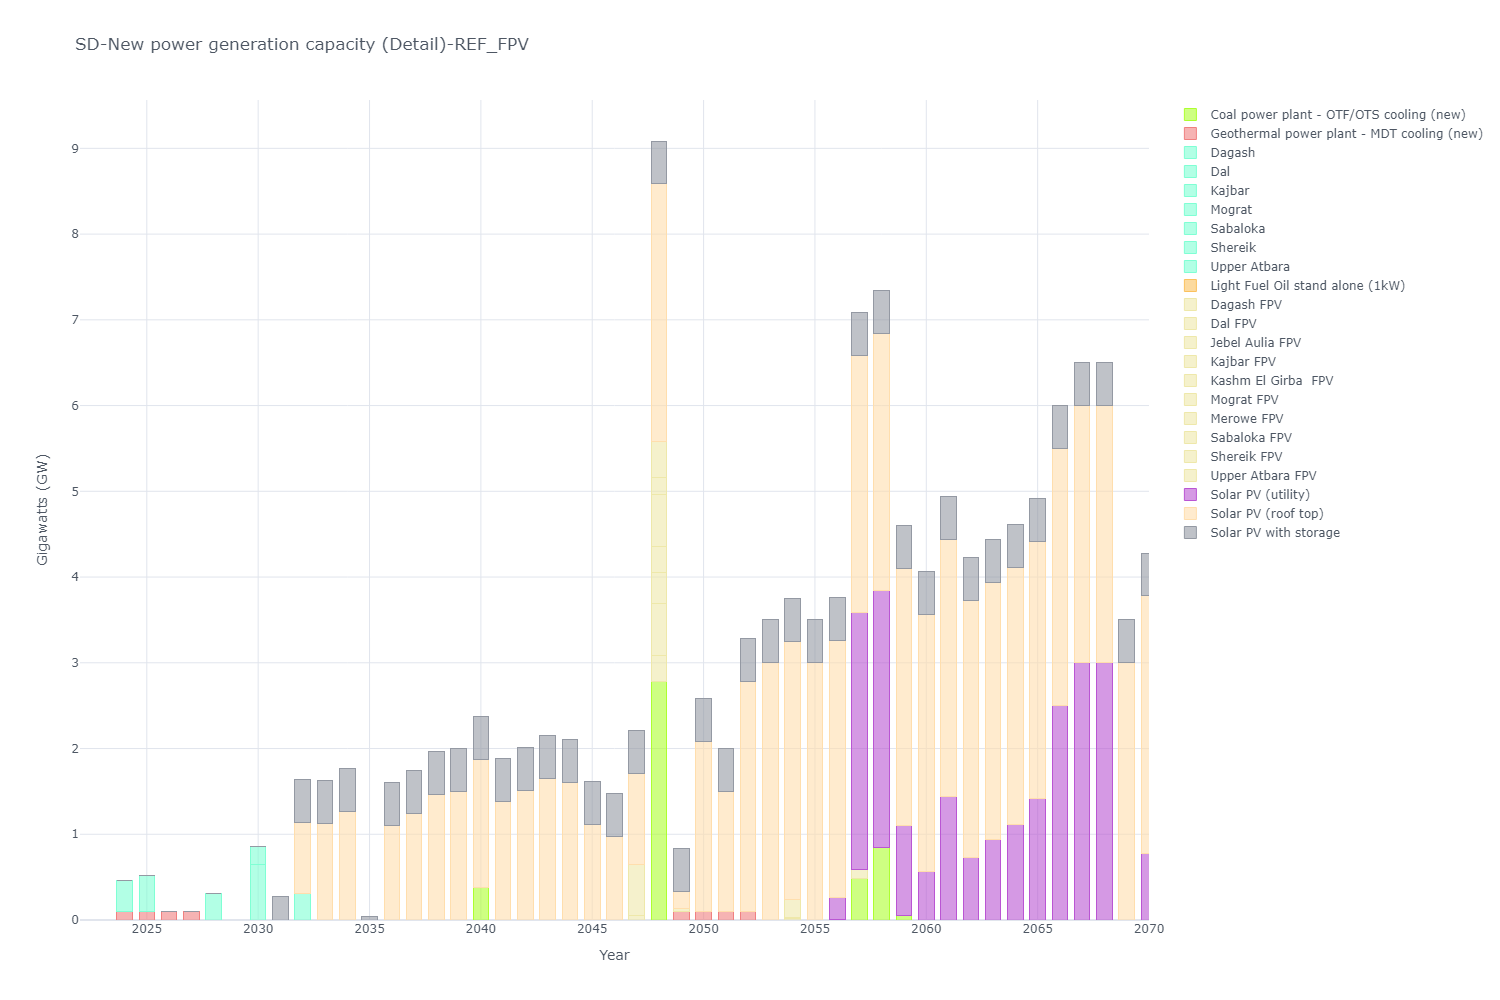 SD-New power generation capacity (Detail)-REF_FPV
9
8
7
6
5
4
3
2
1
0
Gigawatts (GW)
2025
2030
2035
2040
2045
2050
2055
2060
2065
2070
Year
Coal power plant - OTF/OTS cooling (new)
Geothermal power plant - MDT cooling (new)
Dagash
Dal
Kajbar
Mograt
Sabaloka
Shereik
Upper Atbara
Light Fuel Oil stand alone (1kW)
Dagash FPV
Dal FPV
Jebel Aulia FPV
Kajbar FPV
Kashm El Girba  FPV
Mograt FPV
Merowe FPV
Sabaloka FPV
Shereik FPV
Upper Atbara FPV
Solar PV (utility)
Solar PV (roof top)
Solar PV with storage